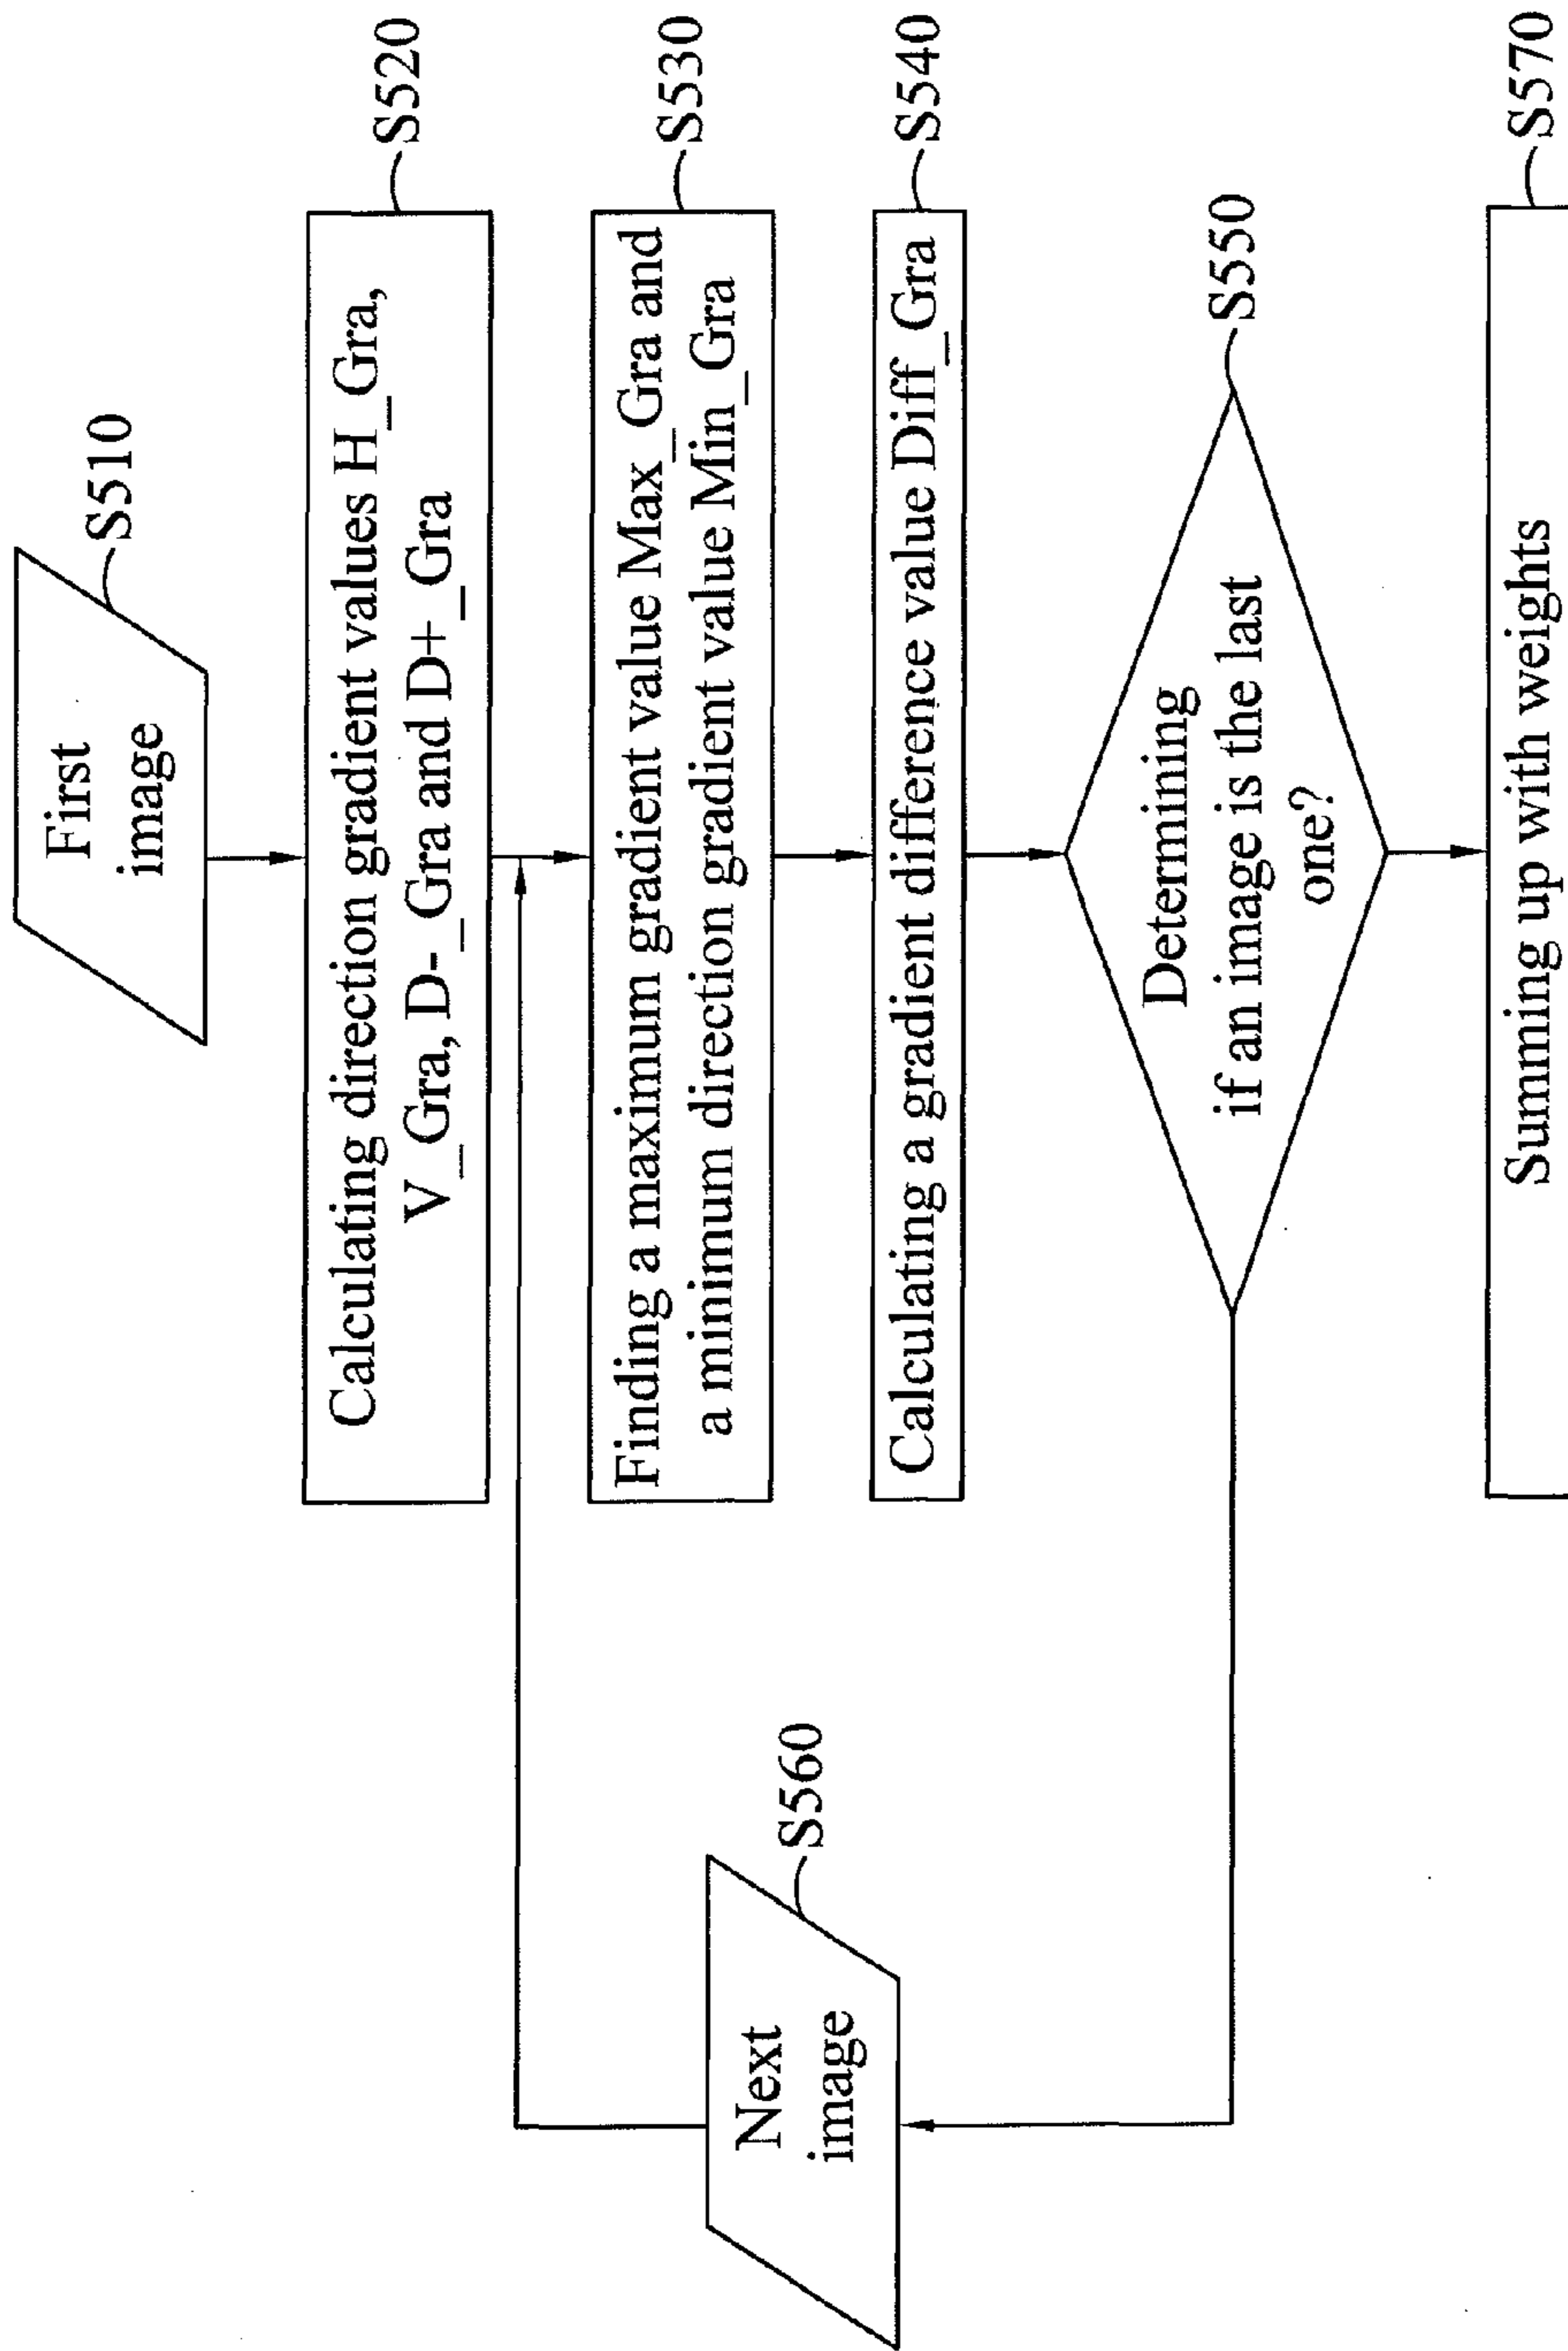 First
image
S510
Calculating direction gradient values H_Gra,
V_Gra, D-_Gra and D+_Gra
S520
Finding a maximum gradient value Max_Gra and
a minimum direction gradient value Min_Gra
S530
Calculating a gradient difference value Diff_Gra
S540
Determining
if an image is the last
one?
S550
Next
image
S560
Summing up with weights
S570